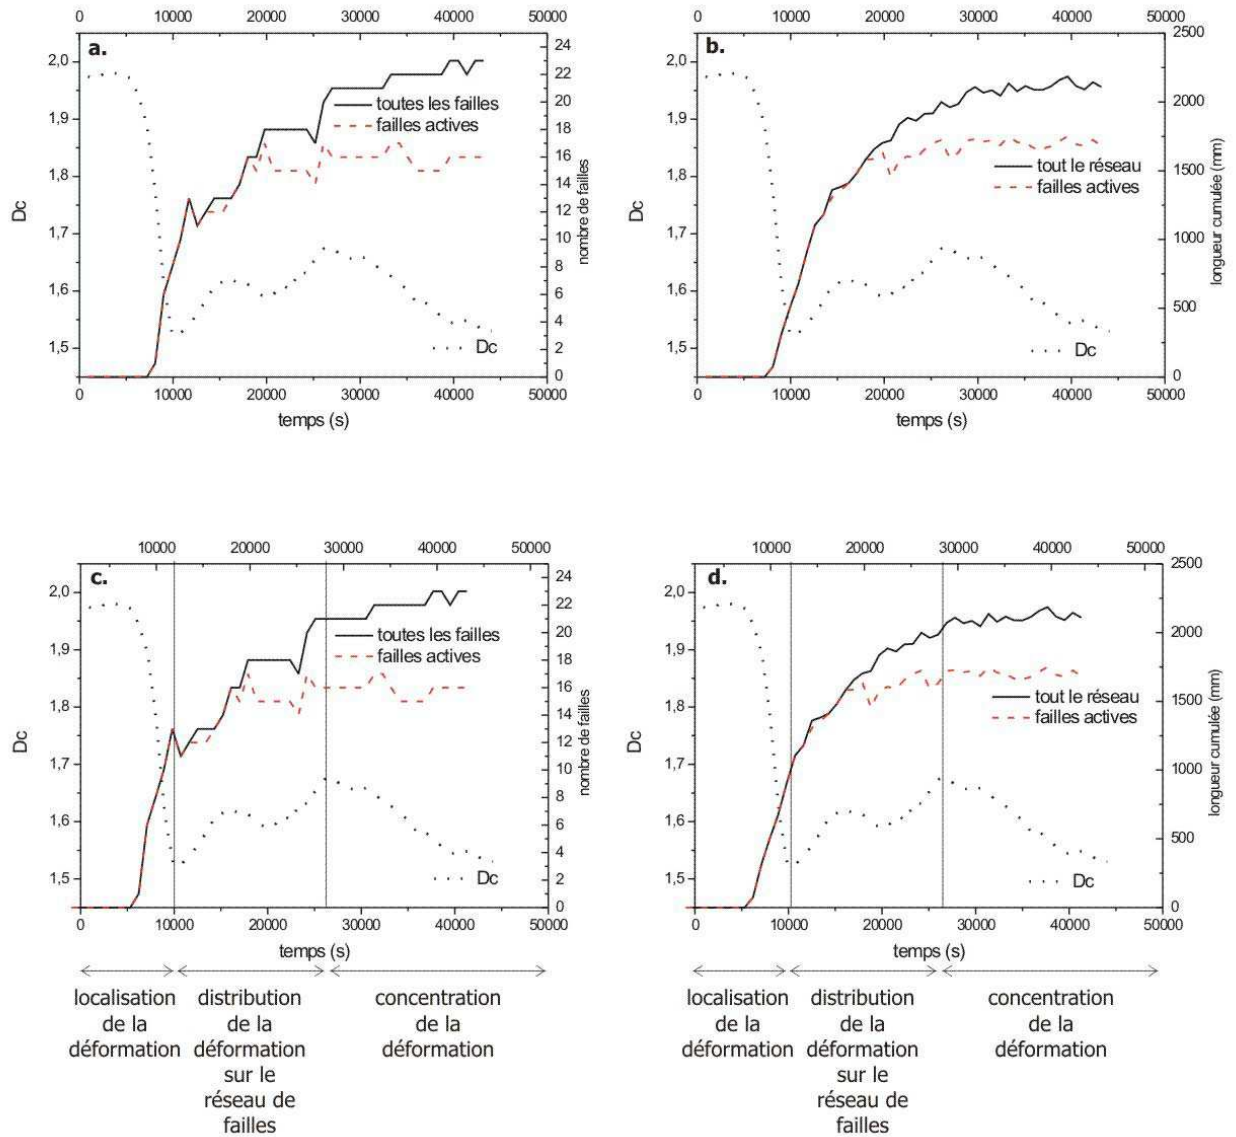 0 10000 20000 30000 40000 50000
a.
2,0
1,9
1,8
1,7
1,6
1,5
Dc
24
22
20
18
16
14
12
10
8
6
4
2
0
nombre de failles
toutes les failles
failles actives
Dc
0 10000 20000 30000 40000 50000
temps (s)
0 10000 20000 30000 40000 50000
b.
2,0
1,9
1,8
1,7
1,6
1,5
Dc
2500
2000
1500
1000
500
0
longueur cumulée (mm)
tout le réseau
failles actives
Dc
0 10000 20000 30000 40000 50000
temps (s)
10000 20000 30000 40000 50000
c.
2,0
1,9
1,8
1,7
1,6
1,5
Dc
24
22
20
18
16
14
12
10
8
6
4
2
0
nombre de failles
toutes les failles
failles actives
Dc
0 10000 20000 30000 40000 50000
temps (s)
localisation
de la
déformation
distribution
de la
déformation
sur le
réseau de
failles
concentration
de la
déformation
10000 20000 30000 40000 50000
d.
2,0
1,9
1,8
1,7
1,6
1,5
Dc
2500
2000
1500
1000
500
0
longueur cumulée (mm)
tout le réseau
failles actives
Dc
0 10000 20000 30000 40000 50000
temps (s)
localisation
de la
déformation
distribution
de la
déformation
sur le
réseau de
failles
concentration
de la
déformation